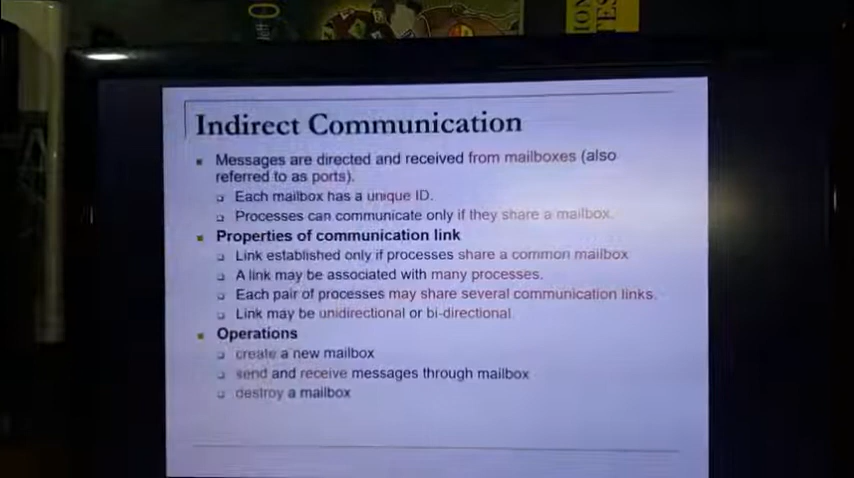 ION
TES
Indirect Communication
Messages are directed and received from mailboxes (also
referred to as ports).
Each mailbox has a unique ID.
Processes can communicate only if they share a mailbox.
Properties of communication link
Link established only if processes share a common mailbox
A link may be associated with many processes.
Each pair of processes may share several communication links.
Link may be unidirectional or bi-directional.
Operations
create a new mailbox
send and receive messages through mailbox
destroy a mailbox